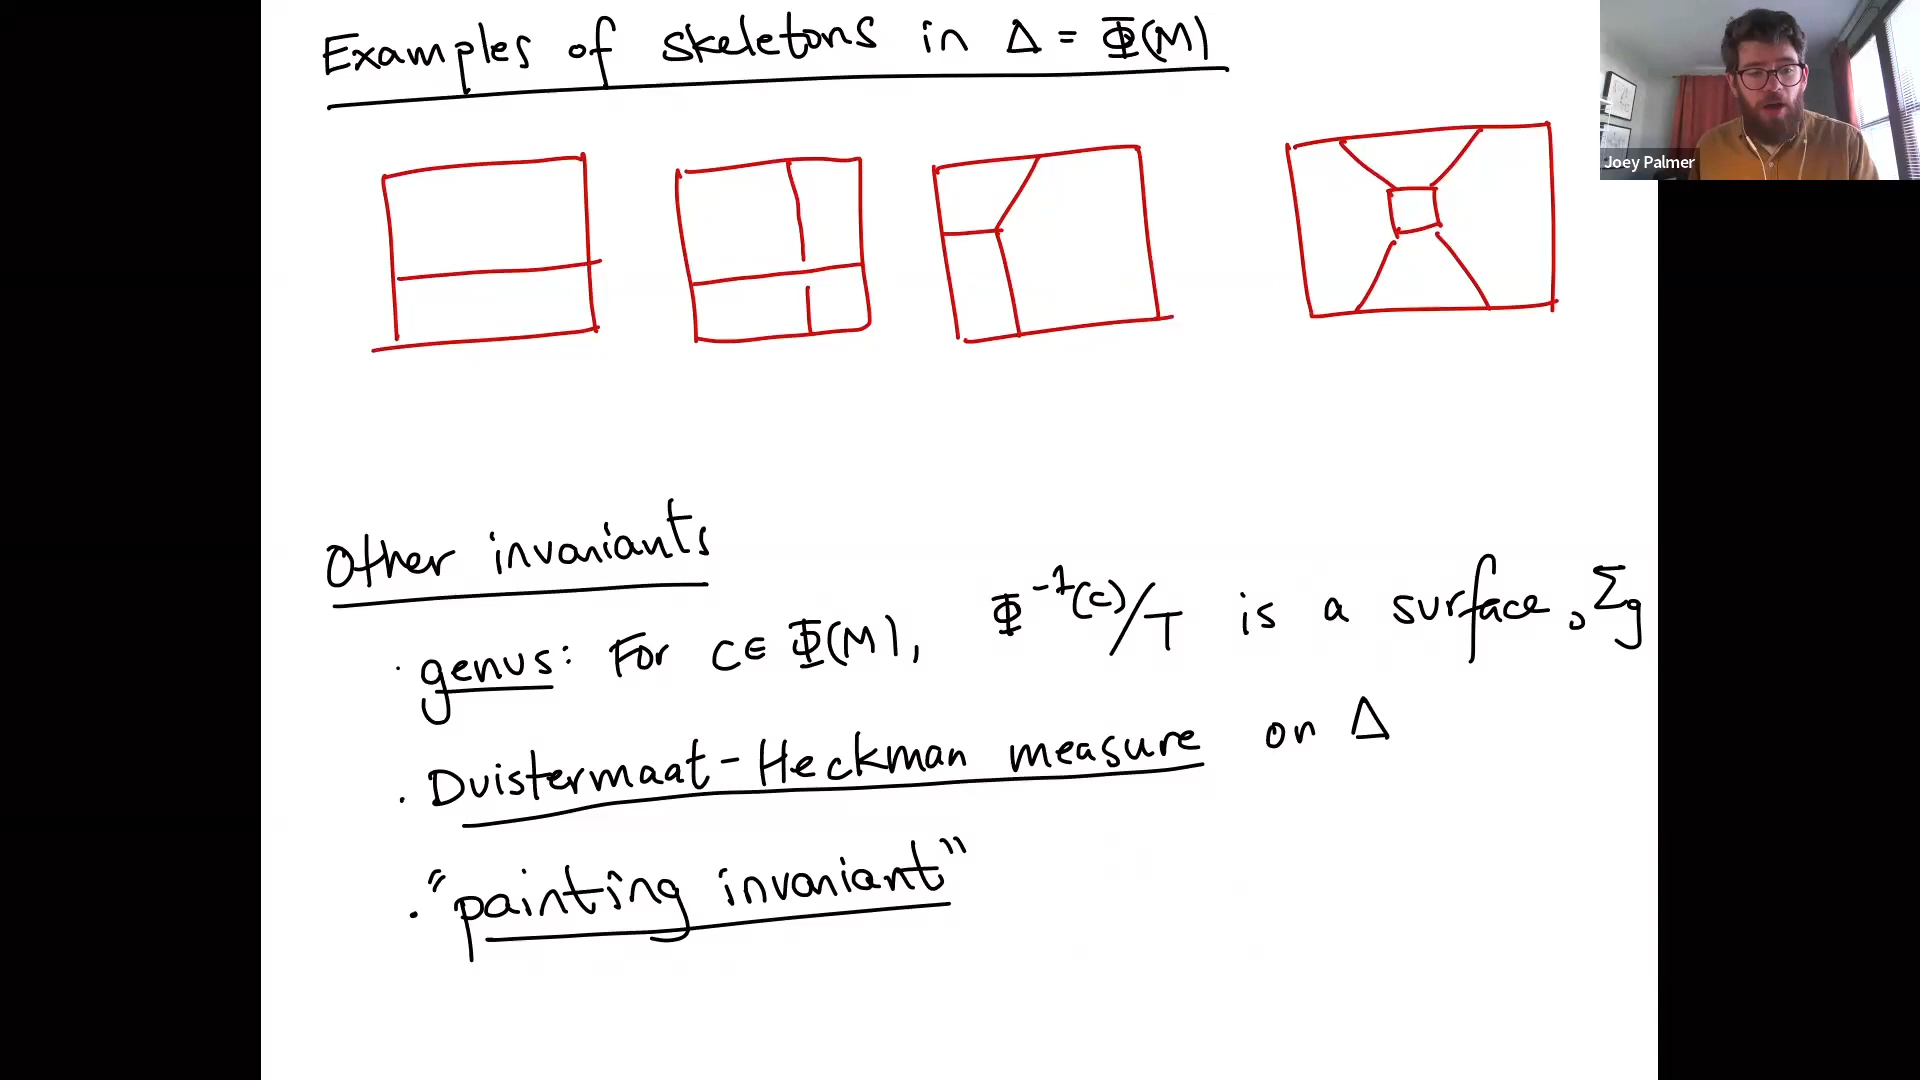 Examples of skeletons in Δ = Φ(M)
Joey Palmer
Other invariants
· genus: For c ∈ Φ(M), Φ⁻¹(c)/T is a surface, Σg
· Duistermaat-Heckman measure on Δ
· "painting invariant"